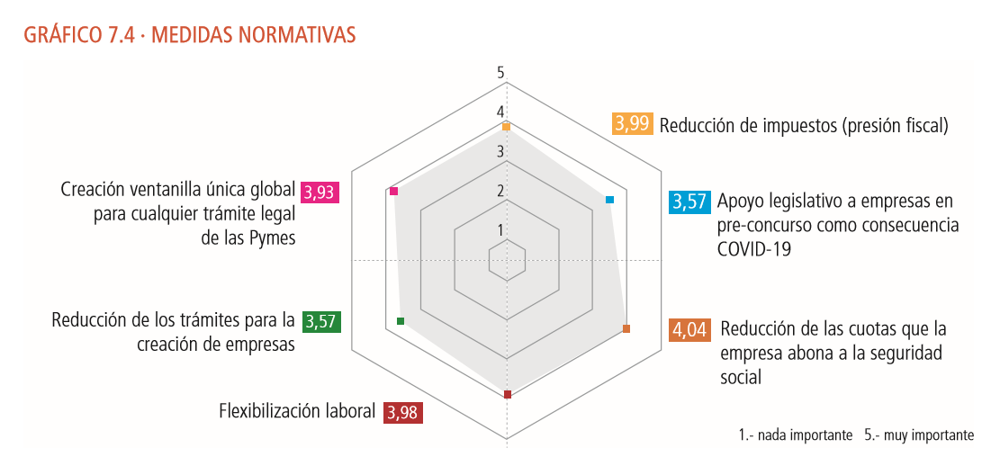 GRÁFICO 7.4 · MEDIDAS NORMATIVAS
5
4
3
2
1
3,99 Reducción de impuestos (presión fiscal)
3,57 Apoyo legislativo a empresas en
pre-concurso como consecuencia
COVID-19
4,04 Reducción de las cuotas que la
empresa abona a la seguridad
social
Flexibilización laboral 3,98
Reducción de los trámites para la 3,57
creación de empresas
Creación ventanilla única global 3,93
para cualquier trámite legal
de las Pymes
1.- nada importante 5.- muy importante